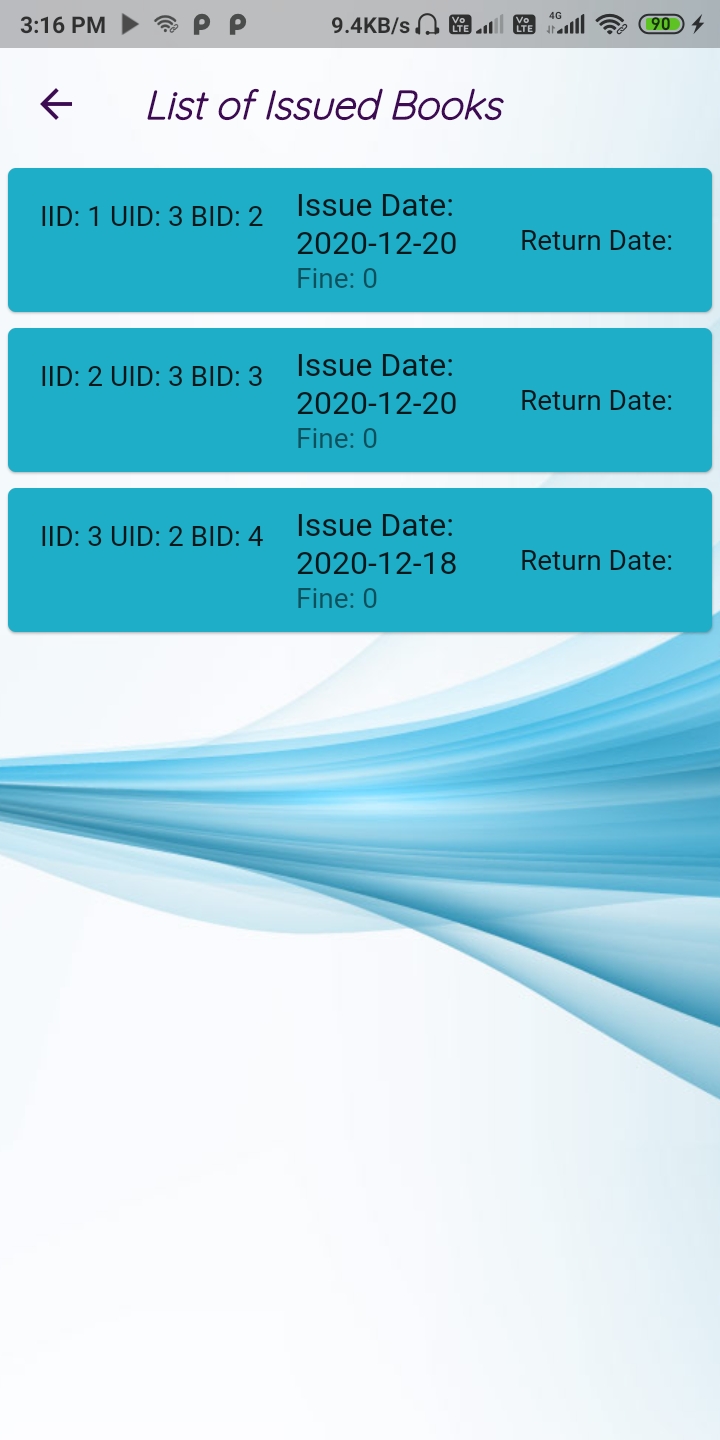 3:16 PM 9.4KB/s Vo LTE Vo LTE 4G 90
List of Issued Books
IID: 1 UID: 3 BID: 2
Issue Date:
2020-12-20
Fine: 0
Return Date:
IID: 2 UID: 3 BID: 3
Issue Date:
2020-12-20
Fine: 0
Return Date:
IID: 3 UID: 2 BID: 4
Issue Date:
2020-12-18
Fine: 0
Return Date: